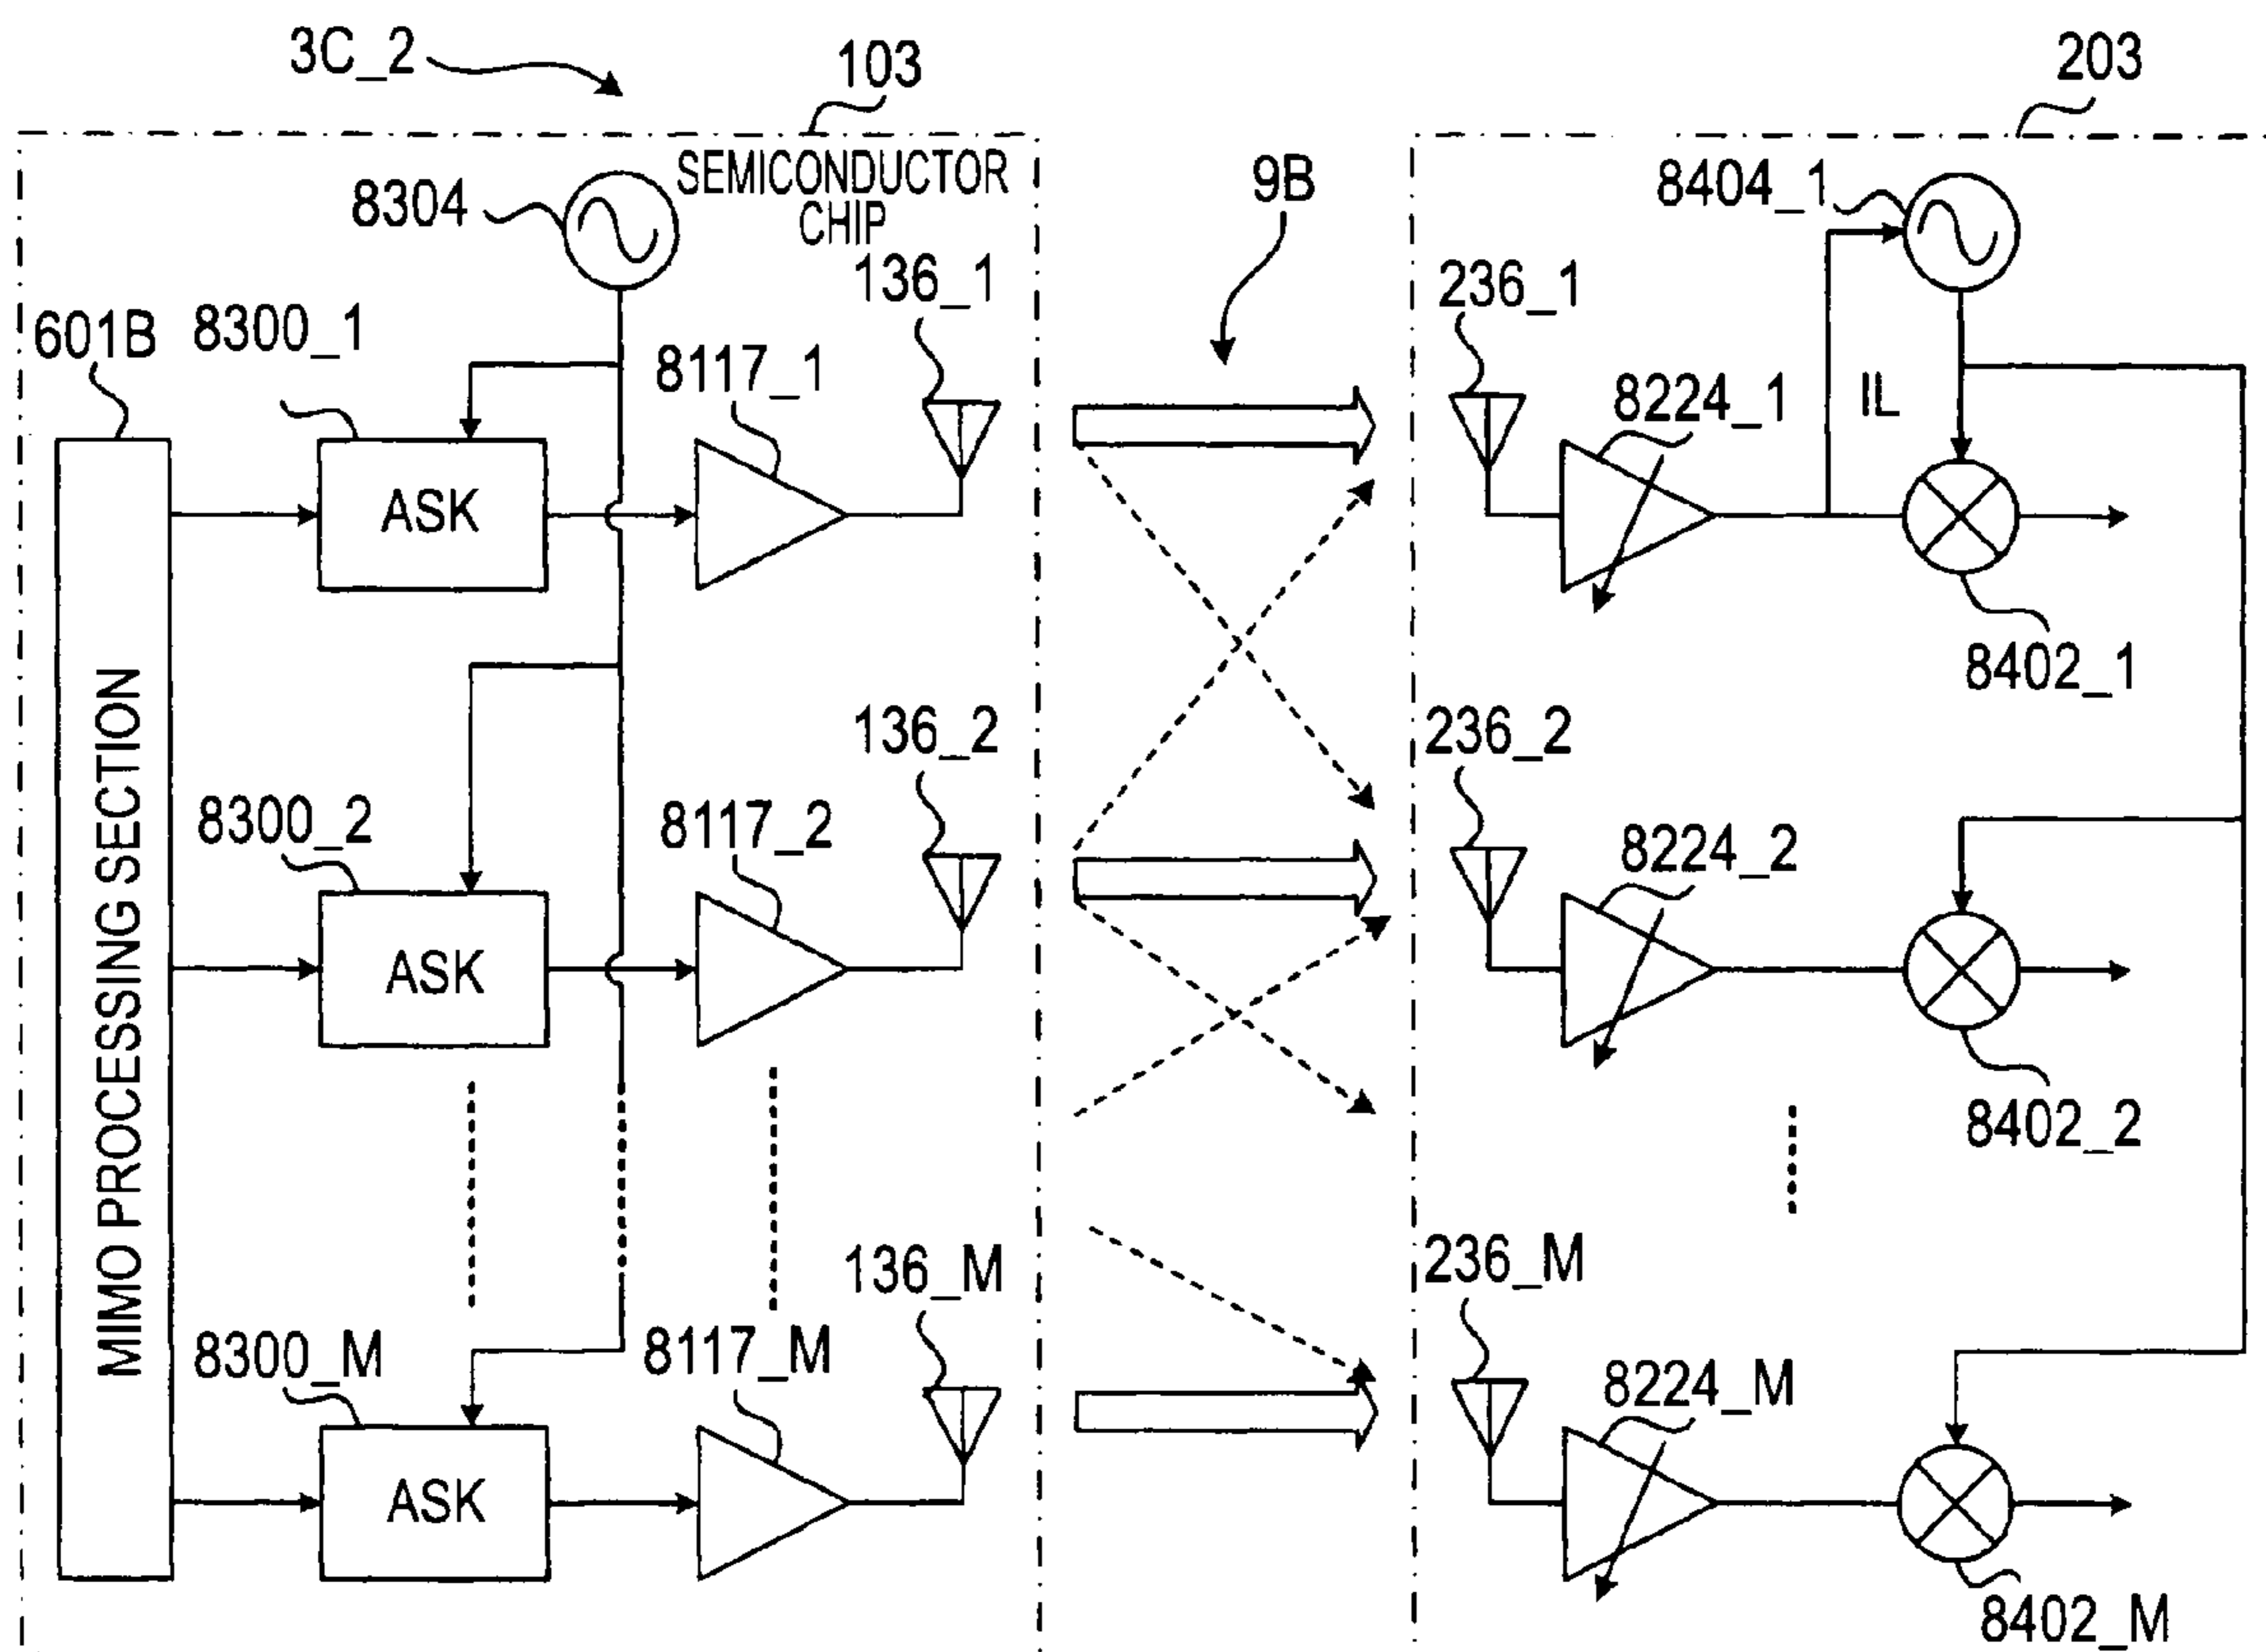 3C_2
103
203
SEMICONDUCTOR
CHIP
8304
9B
8404_1
136_1
236_1
601B
8300_1
8117_1
8224_1
IL
ASK
8402_1
136_2
236_2
8300_2
8117_2
8224_2
ASK
MIMO PROCESSING SECTION
8402_2
136_M
236_M
8300_M
8117_M
8224_M
ASK
8402_M